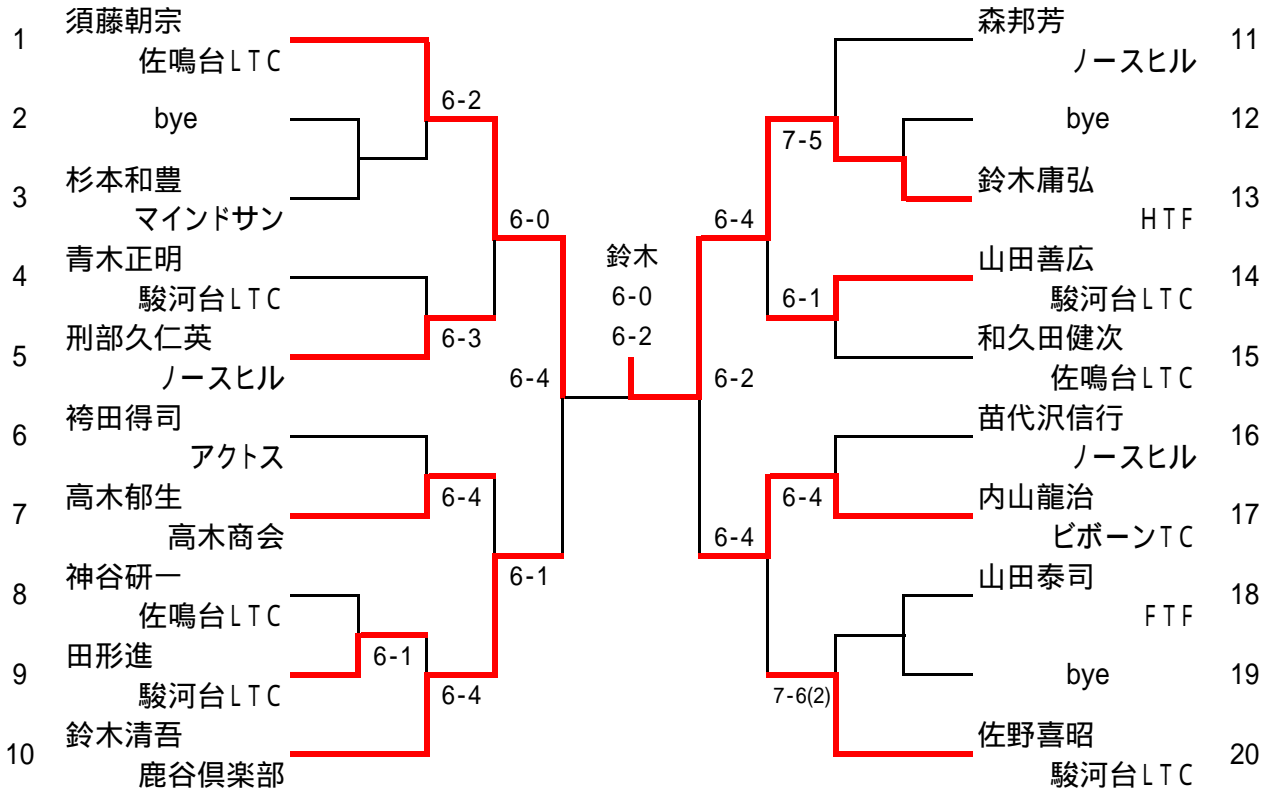 1
須藤朝宗
佐鳴台LTC
2
bye
3
杉本和豊
マインドサン
4
青木正明
駿河台LTC
5
刑部久仁英
ノースヒル
6
袴田得司
アクトス
7
高木郁生
高木商会
8
神谷研一
佐鳴台LTC
9
田形進
駿河台LTC
10
鈴木清吾
鹿谷倶楽部
6-2
6-3
6-4
6-1
6-4
6-0
6-1
6-4
鈴木
6-0
6-2
6-2
6-4
6-4
7-5
6-1
6-4
7-6(2)
森邦芳
ノースヒル
11
bye
12
鈴木庸弘
HTF
13
山田善広
駿河台LTC
14
和久田健次
佐鳴台LTC
15
苗代沢信行
ノースヒル
16
内山龍治
ビボーンTC
17
山田泰司
FTF
18
bye
19
佐野喜昭
駿河台LTC
20